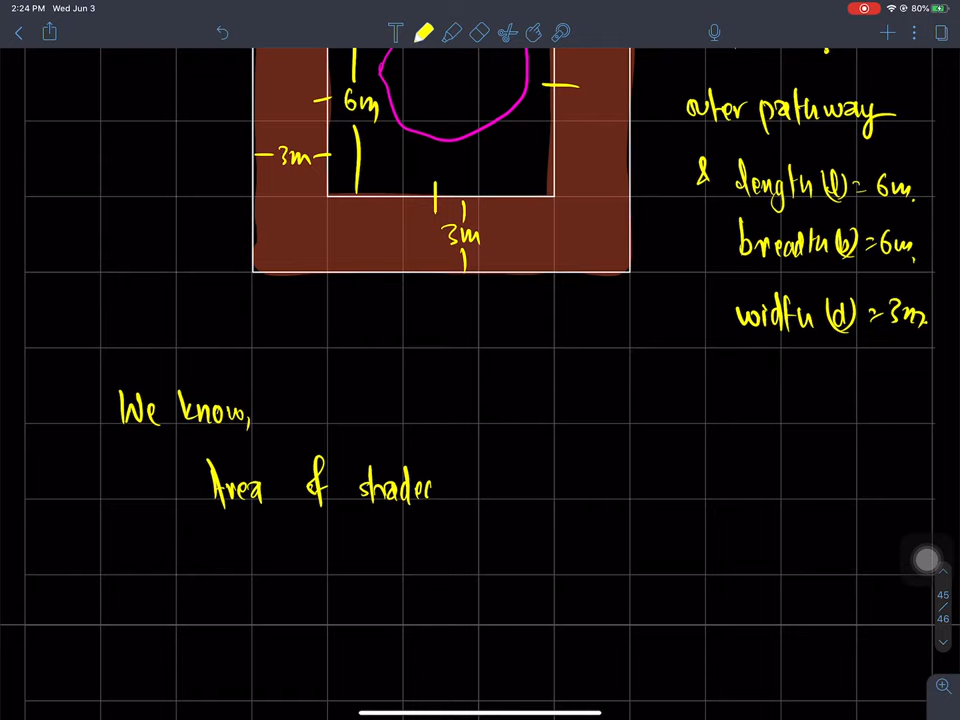 2:24 PM Wed Jun 3
80%
T
6m
outer pathway
3m
& length (l) = 6m.
3m
breadth (b) = 6m,
width (d) = 3m.
We know,
Area of shaded
45
/
46